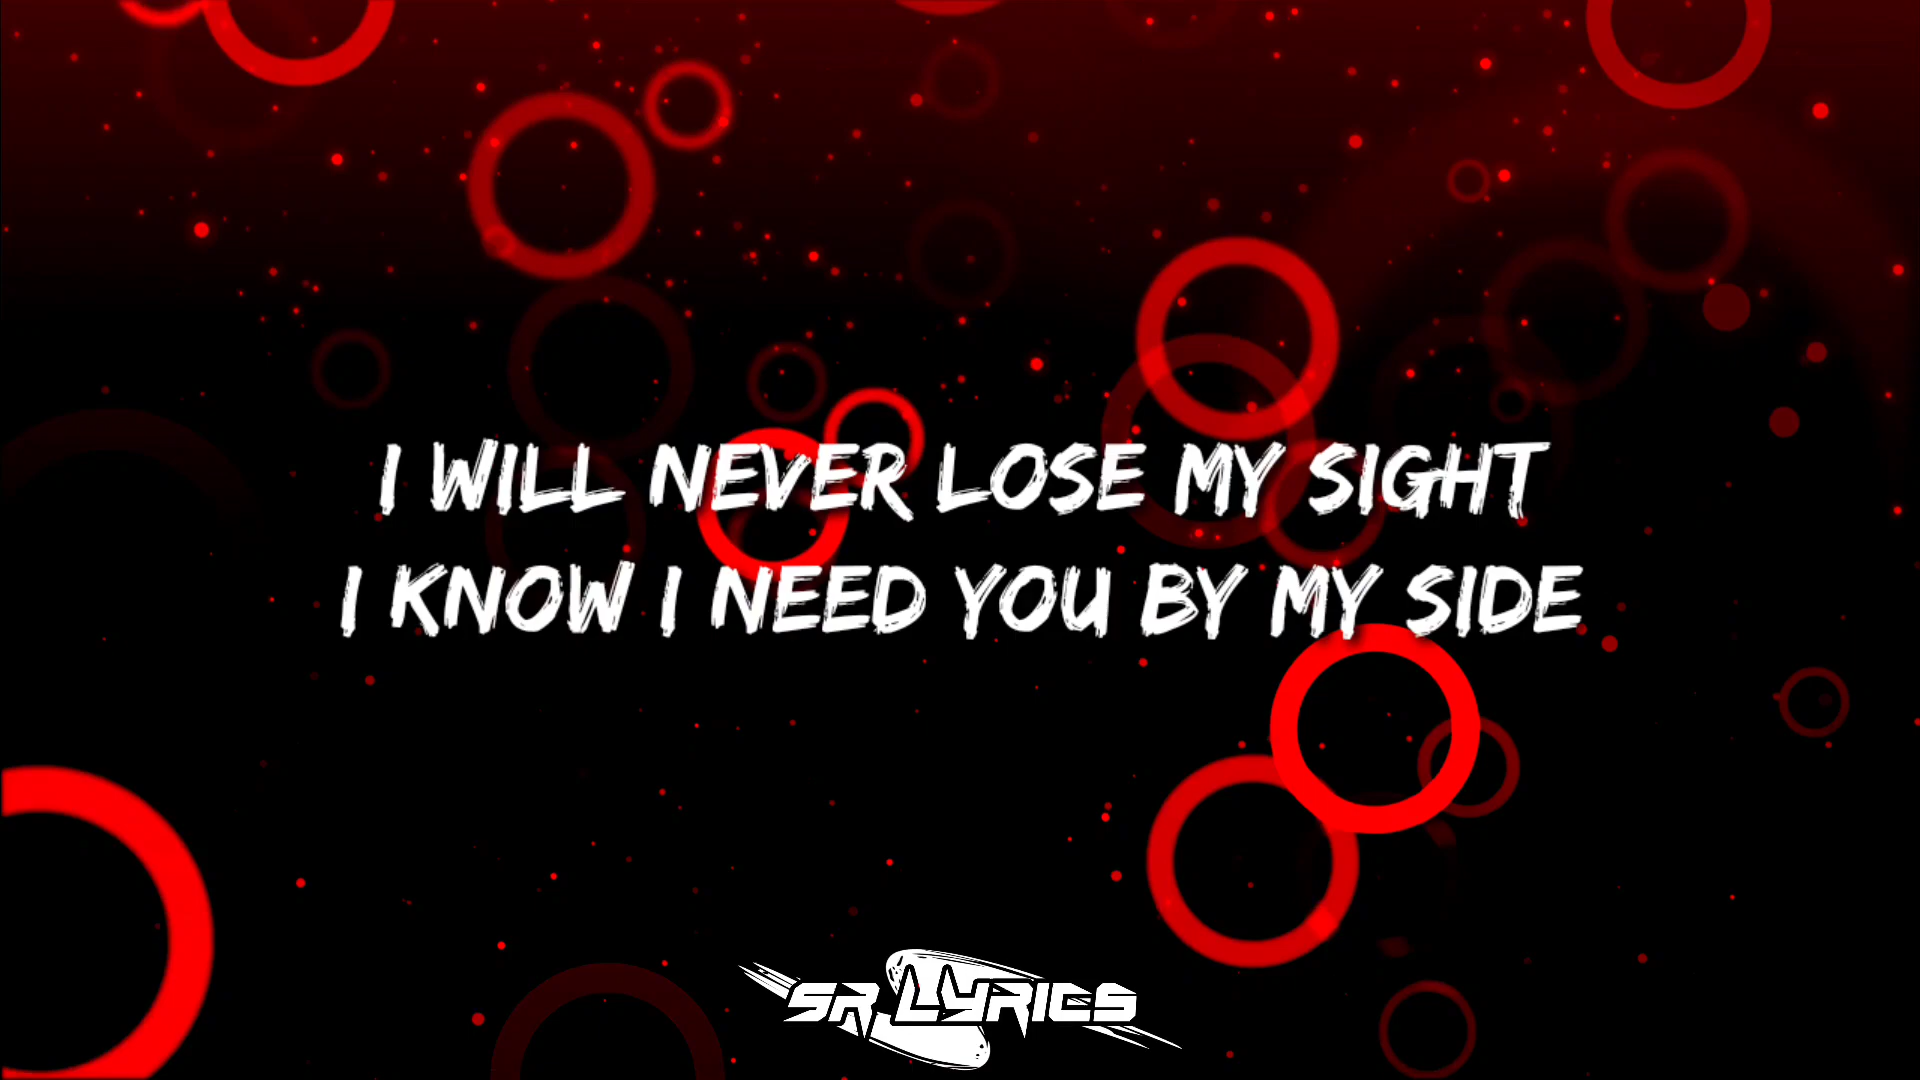 I WILL NEVER LOSE MY SIGHT
I KNOW I NEED YOU BY MY SIDE
SR LYRICS